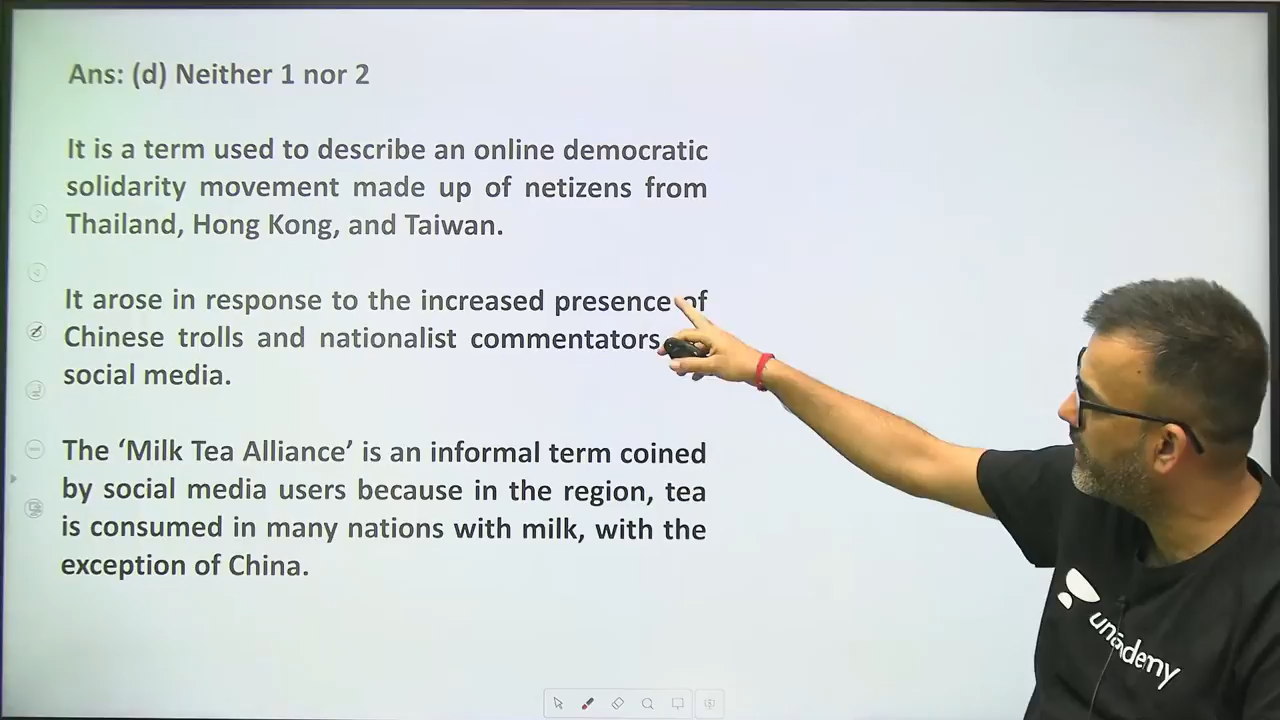 Ans: (d) Neither 1 nor 2
It is a term used to describe an online democratic
solidarity movement made up of netizens from
Thailand, Hong Kong, and Taiwan.
It arose in response to the increased presence of
Chinese trolls and nationalist commentators
social media.
The ‘Milk Tea Alliance’ is an informal term coined
by social media users because in the region, tea
is consumed in many nations with milk, with the
exception of China.
unacademy